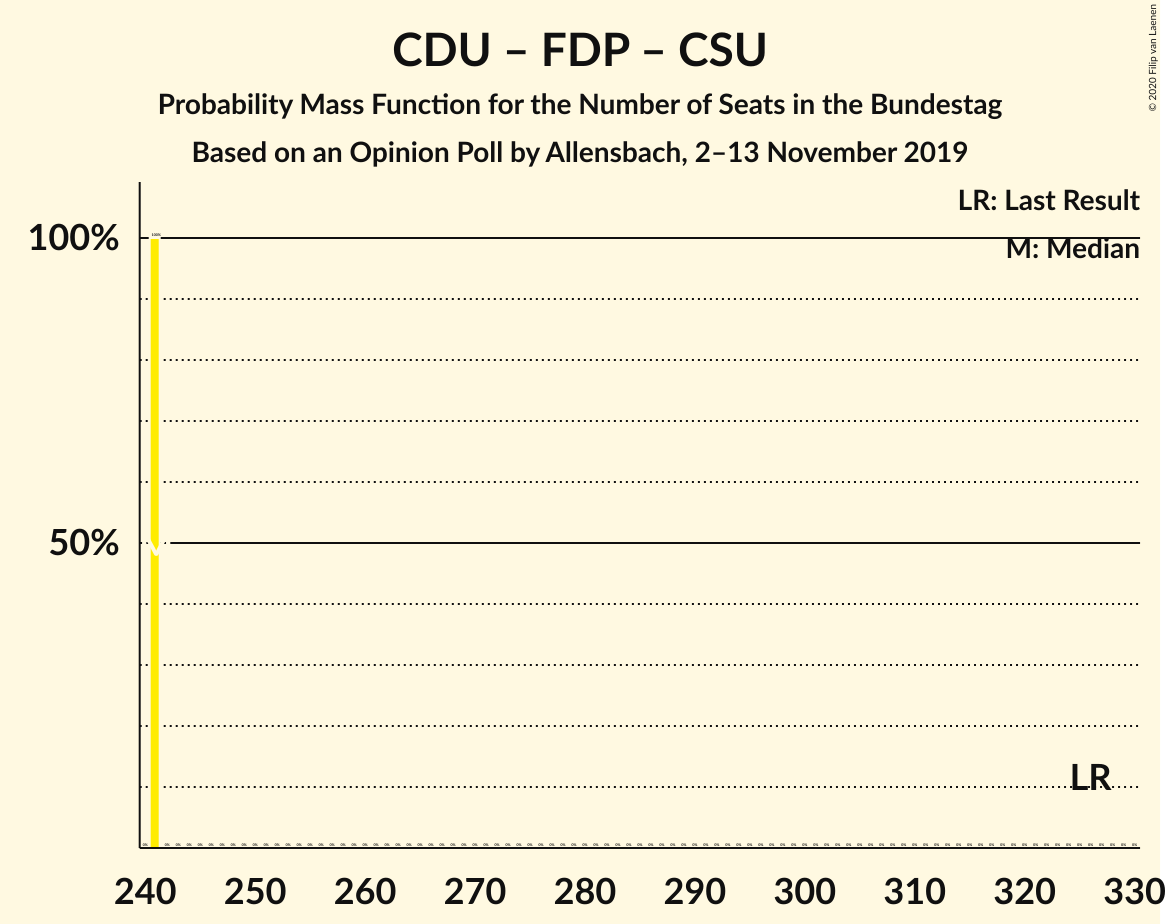 CDU – FDP – CSU
Probability Mass Function for the Number of Seats in the Bundestag
Based on an Opinion Poll by Allensbach, 2–13 November 2019
© 2020 Filip van Laenen
LR: Last Result
M: Median
100%
100%
50%
LR
240 250 260 270 280 290 300 310 320 330